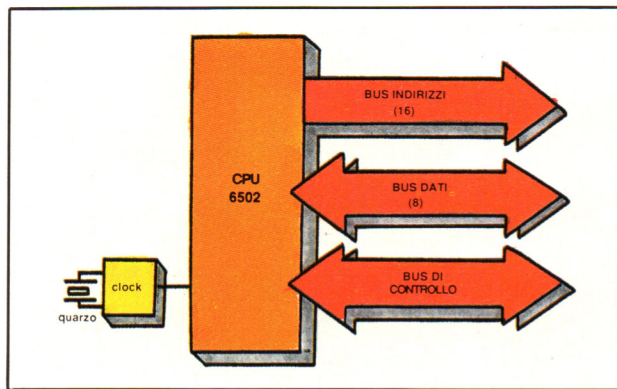 BUS INDIRIZZI
(16)
CPU
6502
BUS DATI
(8)
clock
BUS DI
CONTROLLO
quarzo